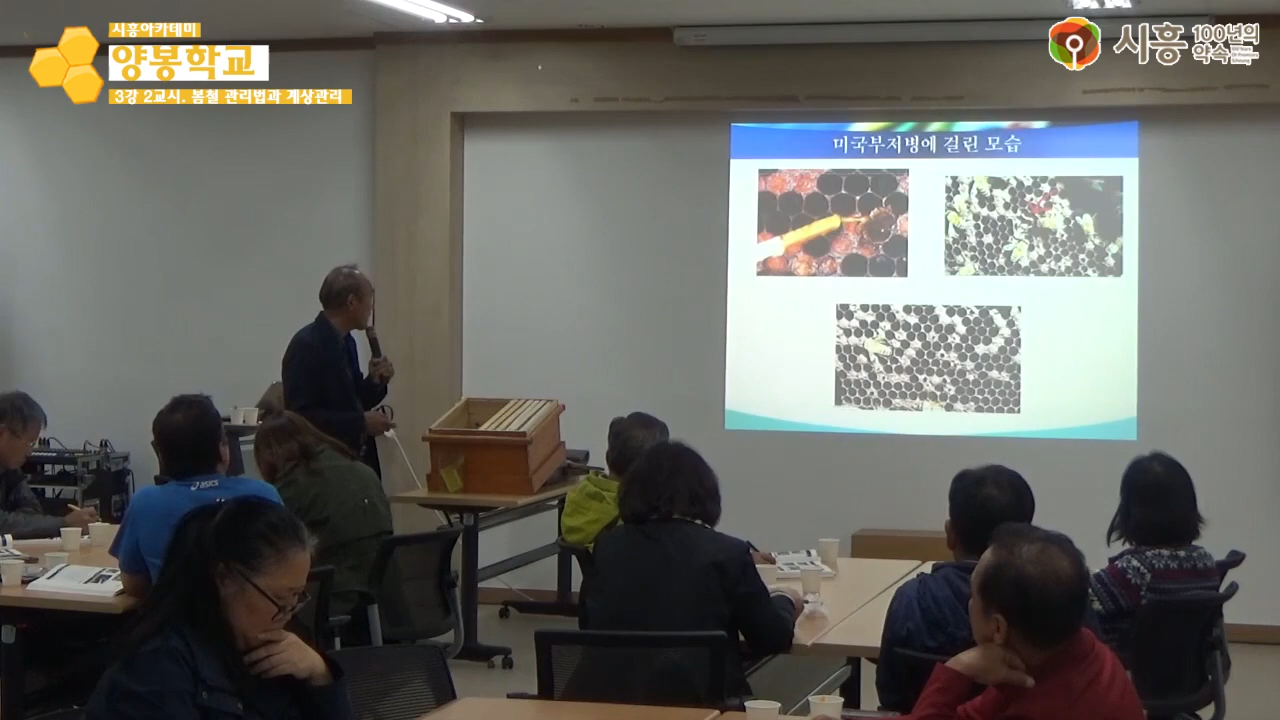 시흥아카데미
양봉학교
3강 2교시. 봄철 관리법과 계상관리
시흥
100년의
약속
미국부저병에 걸린 모습
asics